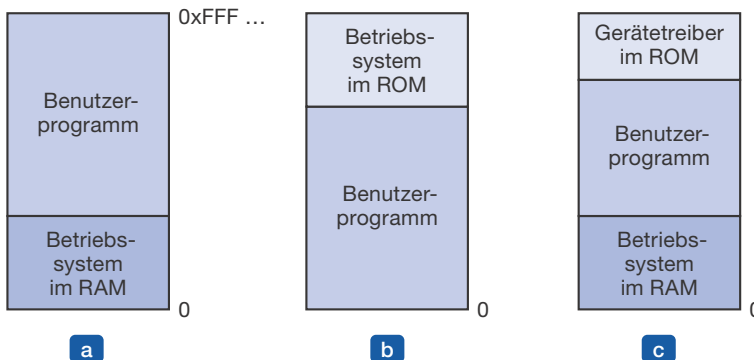 0xFFF …
Benutzer-
programm
Betriebs-
system
im RAM
0
a
Betriebs-
system
im ROM
Benutzer-
programm
0
b
Gerätetreiber
im ROM
Benutzer-
programm
Betriebs-
system
im RAM
0
c